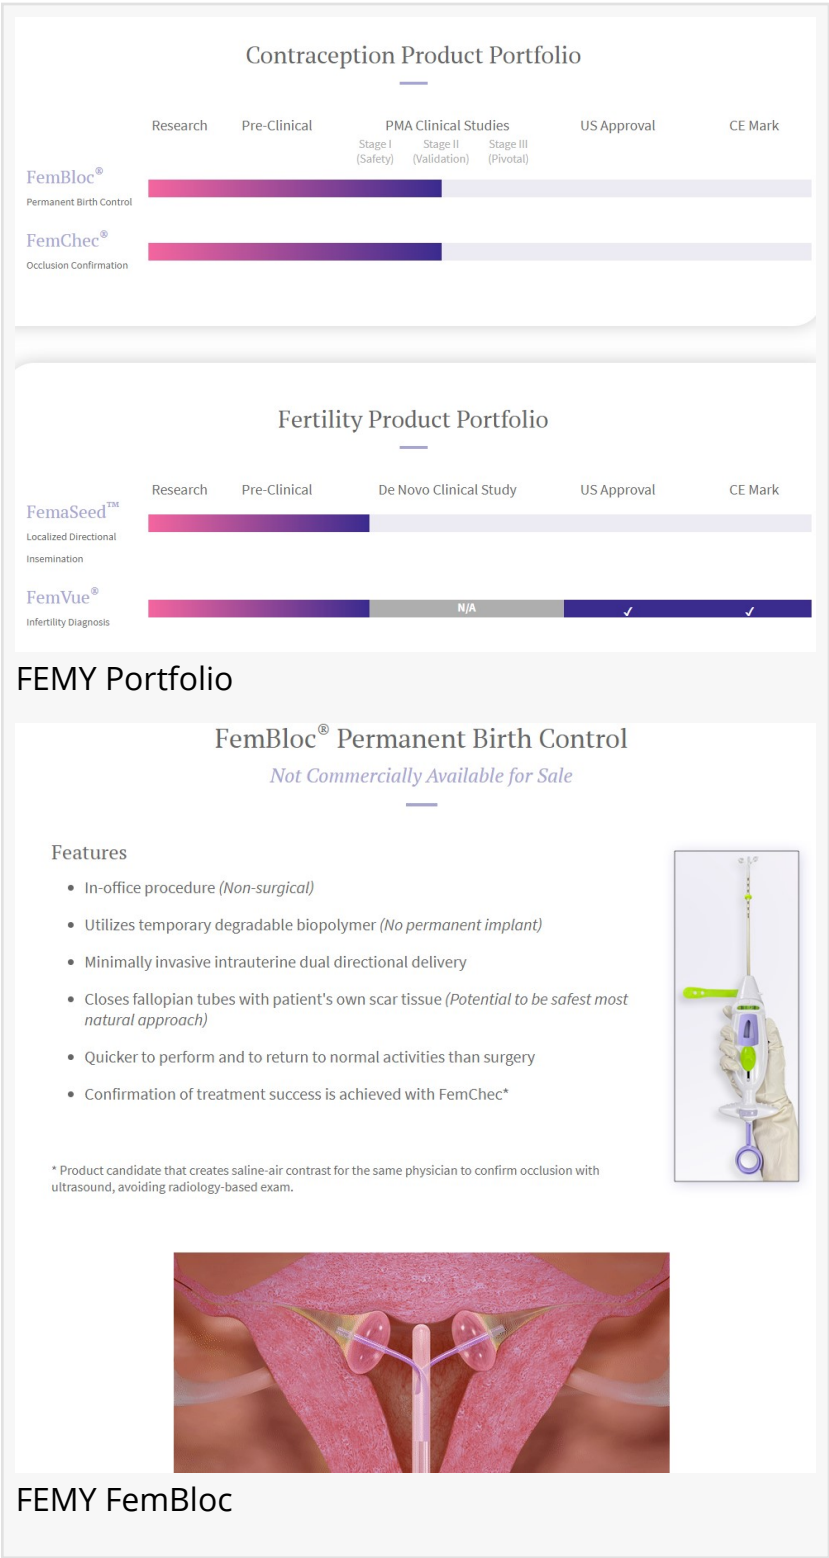 Contraception Product Portfolio
Research Pre-Clinical PMA Clinical Studies US Approval CE Mark
Stage I Stage II Stage III
(Safety) (Validation) (Pivotal)
FemBloc®
Permanent Birth Control
FemChec®
Occlusion Confirmation
Fertility Product Portfolio
Research Pre-Clinical De Novo Clinical Study US Approval CE Mark
FemaSeed™
Localized Directional
Insemination
FemVue®
N/A ✓ ✓
Infertility Diagnosis
FEMY Portfolio
FemBloc® Permanent Birth Control
Not Commercially Available for Sale
Features
• In-office procedure (Non-surgical)
• Utilizes temporary degradable biopolymer (No permanent implant)
• Minimally invasive intrauterine dual directional delivery
• Closes fallopian tubes with patient's own scar tissue (Potential to be safest most
natural approach)
• Quicker to perform and to return to normal activities than surgery
• Confirmation of treatment success is achieved with FemChec*
* Product candidate that creates saline-air contrast for the same physician to confirm occlusion with
ultrasound, avoiding radiology-based exam.
FEMY FemBloc